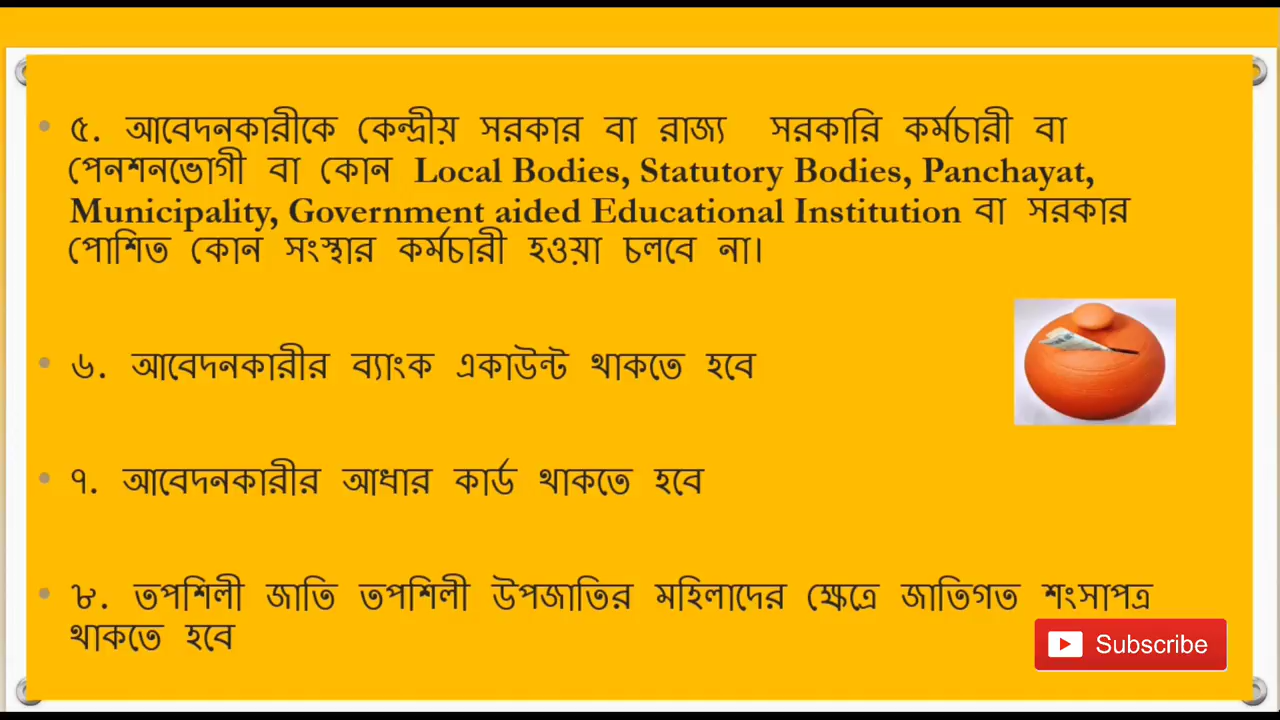 ৫. আবেদনকারীকে কেন্দ্রীয় সরকার বা রাজ্য সরকারি কর্মচারী বা
পেনশনভোগী বা কোন Local Bodies, Statutory Bodies, Panchayat,
Municipality, Government aided Educational Institution বা সরকার
পোশিত কোন সংস্থার কর্মচারী হওয়া চলবে না।
৬. আবেদনকারীর ব্যাংক একাউন্ট থাকতে হবে
৭. আবেদনকারীর আধার কার্ড থাকতে হবে
৮. তপশিলী জাতি তপশিলী উপজাতির মহিলাদের ক্ষেত্রে জাতিগত শংসাপত্র
থাকতে হবে
Subscribe